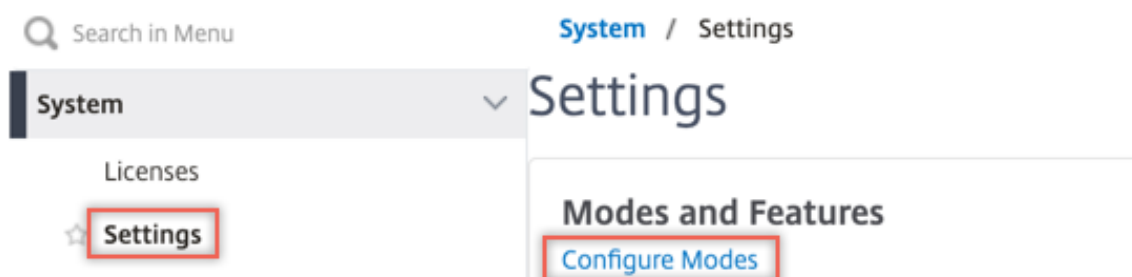 Search in Menu
System
Licenses
Settings
System / Settings
Settings
Modes and Features
Configure Modes